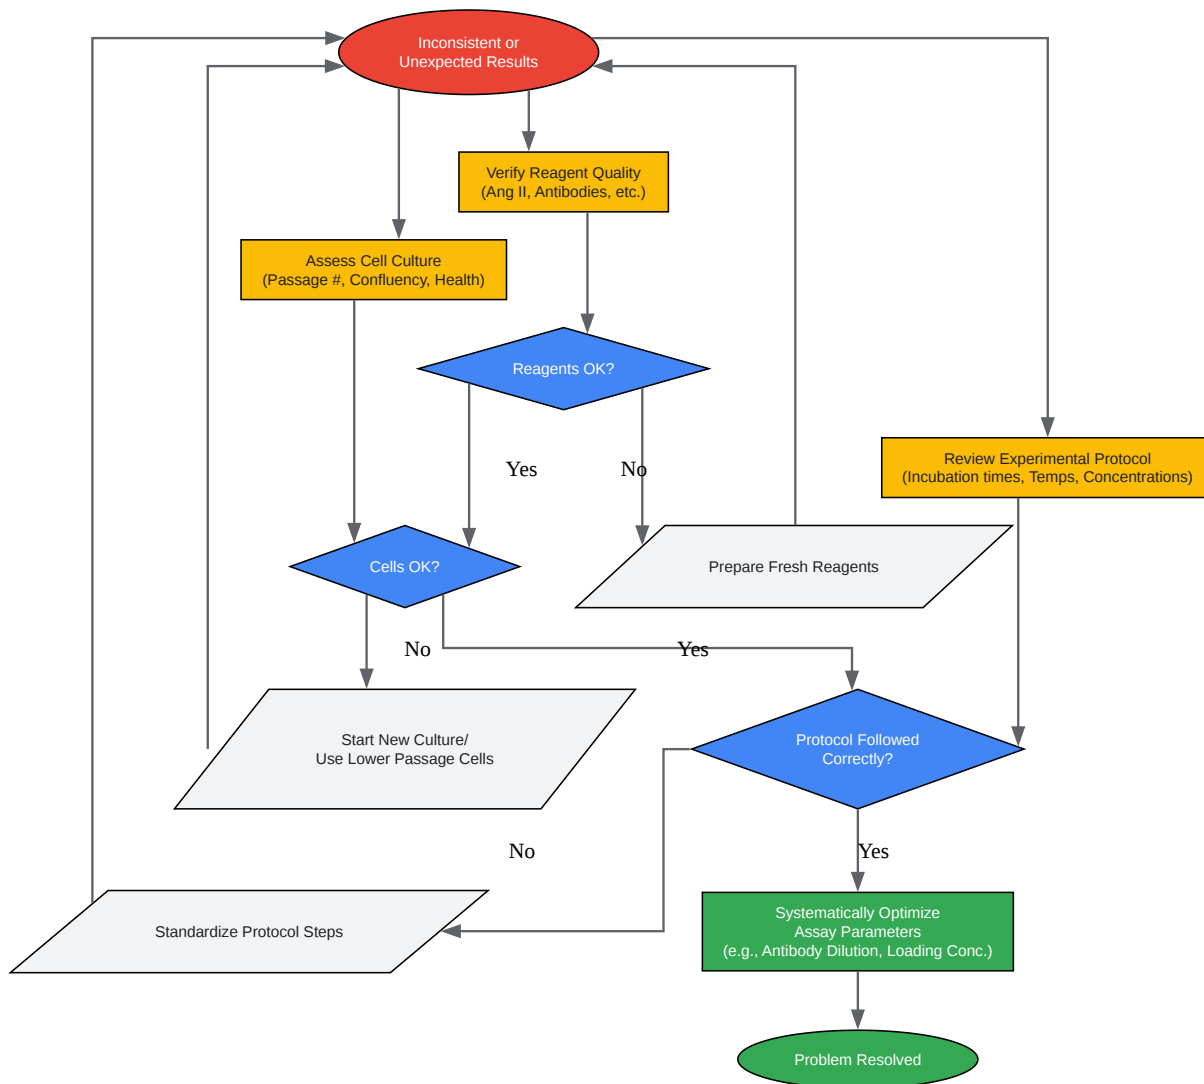 Inconsistent or
Unexpected Results
Verify Reagent Quality
(Ang II, Antibodies, etc.)
Assess Cell Culture
(Passage #, Confluency, Health)
Reagents OK?
Review Experimental Protocol
(Incubation times, Temps, Concentrations)
Yes
No
Cells OK?
Prepare Fresh Reagents
No
Yes
Start New Culture/
Use Lower Passage Cells
Protocol Followed
Correctly?
No
Yes
Standardize Protocol Steps
Systematically Optimize
Assay Parameters
(e.g., Antibody Dilution, Loading Conc.)
Problem Resolved